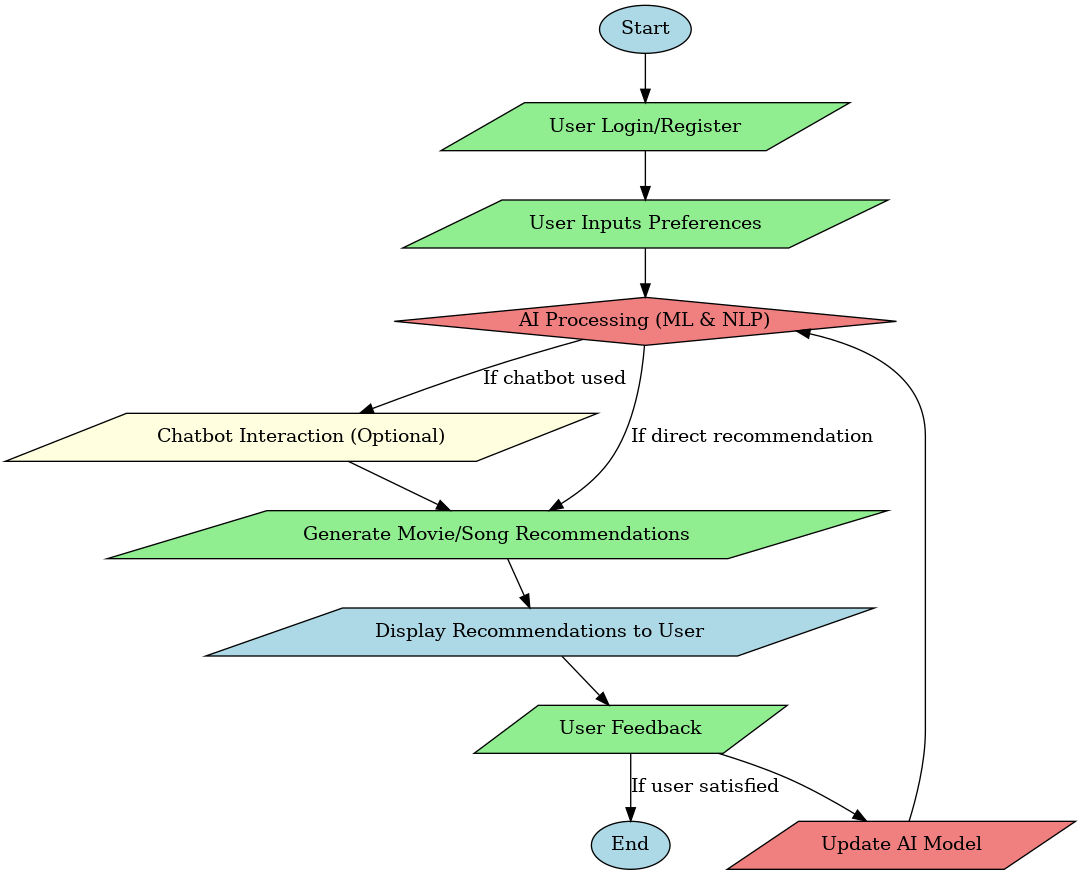 Start
User Login/Register
User Inputs Preferences
AI Processing (ML & NLP)
If chatbot used
Chatbot Interaction (Optional)
If direct recommendation
Generate Movie/Song Recommendations
Display Recommendations to User
User Feedback
If user satisfied
End
Update AI Model